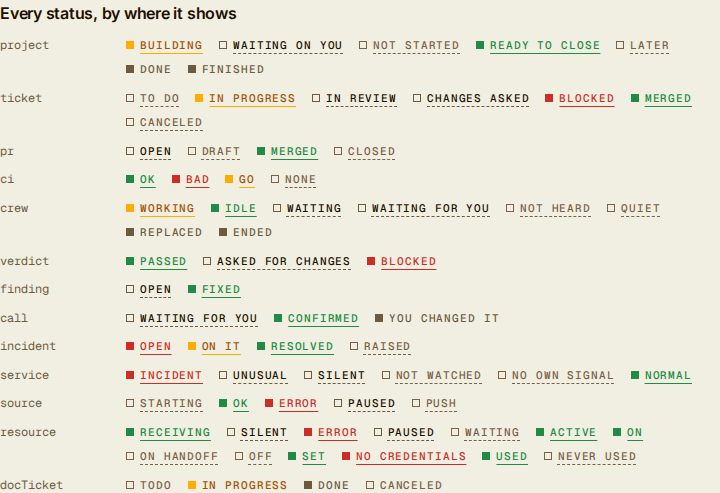 Every status, by where it shows
project BUILDING WAITING ON YOU NOT STARTED READY TO CLOSE LATER
DONE FINISHED
ticket TO DO IN PROGRESS IN REVIEW CHANGES ASKED BLOCKED MERGED
CANCELED
pr OPEN DRAFT MERGED CLOSED
ci OK BAD GO NONE
crew WORKING IDLE WAITING WAITING FOR YOU NOT HEARD QUIET
REPLACED ENDED
verdict PASSED ASKED FOR CHANGES BLOCKED
finding OPEN FIXED
call WAITING FOR YOU CONFIRMED YOU CHANGED IT
incident OPEN ON IT RESOLVED RAISED
service INCIDENT UNUSUAL SILENT NOT WATCHED NO OWN SIGNAL NORMAL
source STARTING OK ERROR PAUSED PUSH
resource RECEIVING SILENT ERROR PAUSED WAITING ACTIVE ON
ON HANDOFF OFF SET NO CREDENTIALS USED NEVER USED
docTicket TODO IN PROGRESS DONE CANCELED